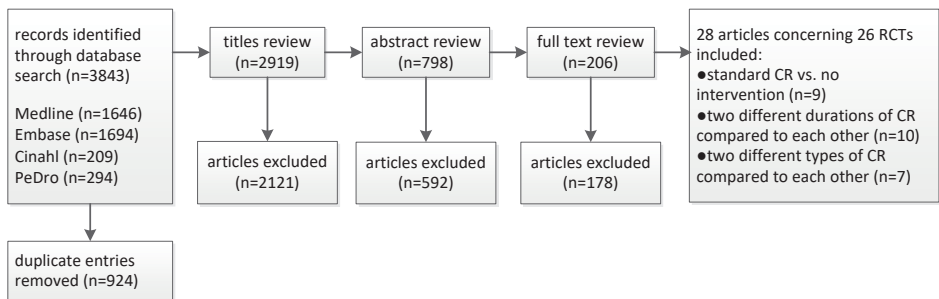 records identified
through database
search (n=3843)
Medline (n=1646)
Embase (n=1694)
Cinahl (n=209)
PeDro (n=294)
duplicate entries
removed (n=924)
titles review
(n=2919)
articles excluded
(n=2121)
abstract review
(n=798)
articles excluded
(n=592)
full text review
(n=206)
articles excluded
(n=178)
28 articles concerning 26 RCTs
included:
●standard CR vs. no
intervention (n=9)
●two different durations of CR
compared to each other (n=10)
●two different types of CR
compared to each other (n=7)